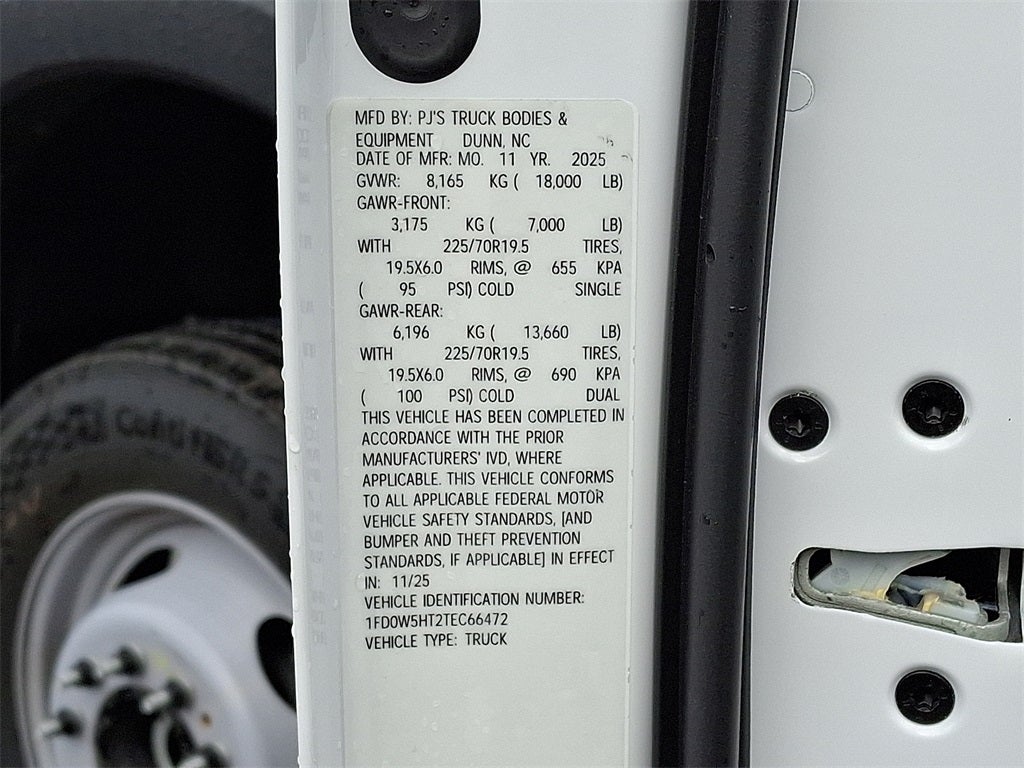 MFD BY: PJ'S TRUCK BODIES &
EQUIPMENT DUNN, NC
DATE OF MFR: MO. 11 YR. 2025
GVWR: 8,165 KG ( 18,000 LB)
GAWR-FRONT:
3,175 KG ( 7,000 LB)
WITH 225/70R19.5 TIRES,
19.5X6.0 RIMS, @ 655 KPA
( 95 PSI) COLD SINGLE
GAWR-REAR:
6,196 KG ( 13,660 LB)
WITH 225/70R19.5 TIRES,
19.5X6.0 RIMS, @ 690 KPA
( 100 PSI) COLD DUAL
THIS VEHICLE HAS BEEN COMPLETED IN
ACCORDANCE WITH THE PRIOR
MANUFACTURERS' IVD, WHERE
APPLICABLE. THIS VEHICLE CONFORMS
TO ALL APPLICABLE FEDERAL MOTOR
VEHICLE SAFETY STANDARDS, [AND
BUMPER AND THEFT PREVENTION
STANDARDS, IF APPLICABLE] IN EFFECT
IN: 11/25
VEHICLE IDENTIFICATION NUMBER:
1FD0W5HT2TEC66472
VEHICLE TYPE: TRUCK